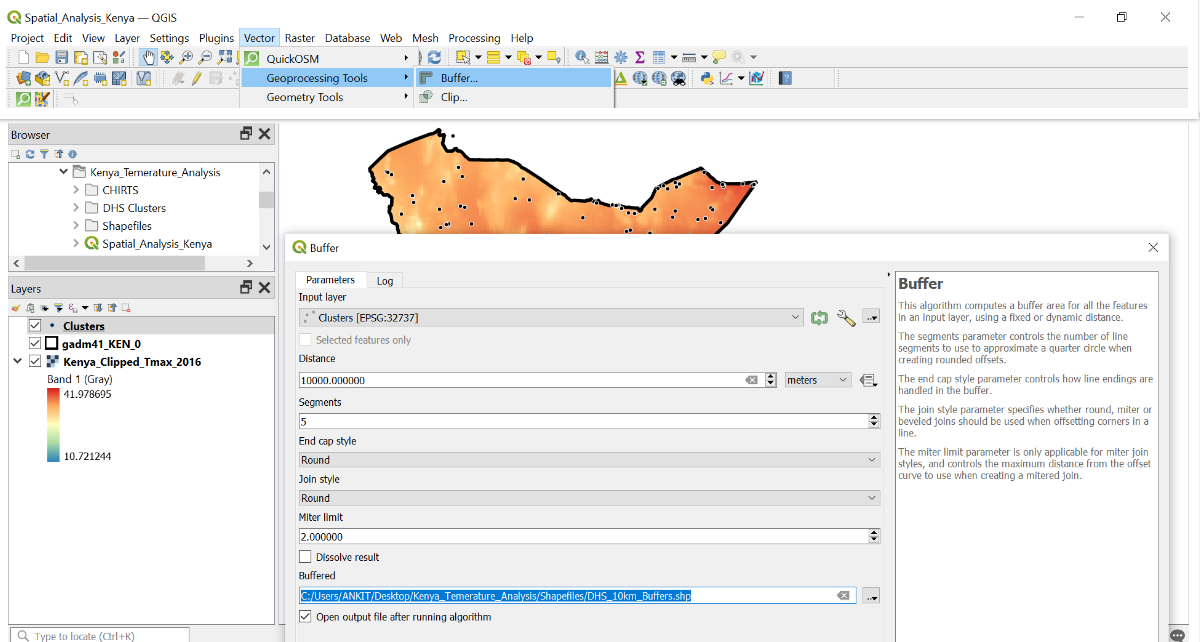 Spatial_Analysis_Kenya — QGIS
Project Edit View Layer Settings Plugins Vector Raster Database Web Mesh Processing Help
QuickOSM
Geoprocessing Tools
Buffer...
Geometry Tools
Clip...
Browser
Kenya_Temerature_Analysis
CHIRTS
DHS Clusters
Shapefiles
Spatial_Analysis_Kenya
Layers
Clusters
gadm41_KEN_0
Kenya_Clipped_Tmax_2016
Band 1 (Gray)
41.978695
10.721244
Type to locate (Ctrl+K)
Buffer
Parameters Log
Input layer
Clusters [EPSG:32737]
Selected features only
Distance
10000.000000 meters
Segments
5
End cap style
Round
Join style
Round
Miter limit
2.000000
Dissolve result
Buffered
C:/Users/ANKIT/Desktop/Kenya_Temerature_Analysis/Shapefiles/DHS_10km_Buffers.shp
Open output file after running algorithm
Buffer
This algorithm computes a buffer area for all the features
in an input layer, using a fixed or dynamic distance.
The segments parameter controls the number of line
segments to use to approximate a quarter circle when
creating rounded offsets.
The end cap style parameter controls how line endings are
handled in the buffer.
The join style parameter specifies whether round, miter or
beveled joins should be used when offsetting corners in a
line.
The miter limit parameter is only applicable for miter join
styles, and controls the maximum distance from the offset
curve to use when creating a mitered join.